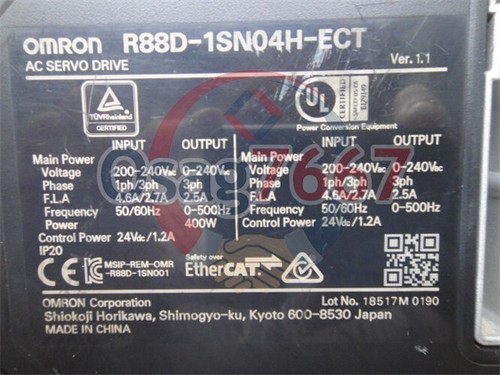 OMRON R88D-1SN04H-ECT
AC SERVO DRIVE Ver. 1.1
TÜVRheinland
CERTIFIED
UL
CERTIFIED
Power Conversion Equipment
INPUT OUTPUT
Main Power
Voltage 200-240Vac 0-240Vac
Phase 1ph/3ph 3ph
F.L.A 4.6A/2.7A 2.5A
Frequency 50/60Hz 0-500Hz
Power 400W
Control Power 24Vdc/1.2A
IP20
INPUT OUTPUT
Main Power
Voltage 200-240Vac 0-240Vac
Phase 1ph/3ph 3ph
F.L.A 4.6A/2.7A 2.5A
Frequency 50/60Hz 0-500Hz
Control Power 24Vdc/1.2A
CE
MSIP-REM-OMR
-R88D-1SN001
Safety over
EtherCAT®
OMRON Corporation Lot No. 18517M 0190
Shiokoji Horikawa, Shimogyo-ku, Kyoto 600-8530 Japan
MADE IN CHINA
Osag7667